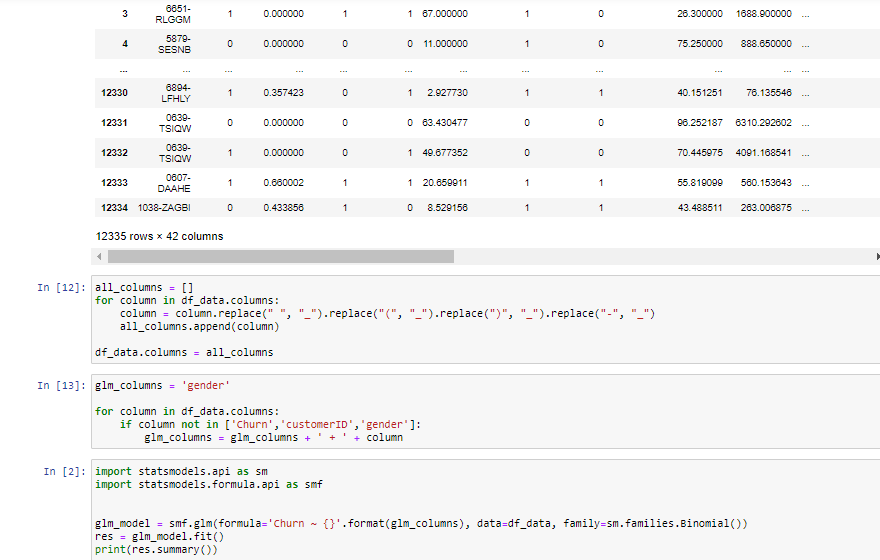 3 6651-RLGGM 1 0.000000 1 1 67.000000 1 0 26.300000 1688.900000 ...
4 5879-SESNB 0 0.000000 0 0 11.000000 1 0 75.250000 888.650000 ...
... ... ... ... ... ... ... ... ... ... ... ...
12330 6894-LFHLY 1 0.357423 0 1 2.927730 1 1 40.151251 76.135546 ...
12331 0639-TSIQW 0 0.000000 0 0 63.430477 0 0 96.252187 6310.292602 ...
12332 0639-TSIQW 1 0.000000 0 1 49.677352 0 0 70.445975 4091.168541 ...
12333 0607-DAAHE 1 0.660002 1 1 20.659911 1 1 55.819099 560.153643 ...
12334 1038-ZAGBI 0 0.433856 1 0 8.529156 1 1 43.488511 263.006875 ...
12335 rows × 42 columns
In [12]: all_columns = []
for column in df_data.columns:
    column = column.replace(" ", "_").replace("(", "_").replace(")", "_").replace("-", "_")
    all_columns.append(column)
df_data.columns = all_columns
In [13]: glm_columns = 'gender'
for column in df_data.columns:
    if column not in ['Churn','customerID','gender']:
        glm_columns = glm_columns + ' + ' + column
In [2]: import statsmodels.api as sm
import statsmodels.formula.api as smf
glm_model = smf.glm(formula='Churn ~ {}'.format(glm_columns), data=df_data, family=sm.families.Binomial())
res = glm_model.fit()
print(res.summary())